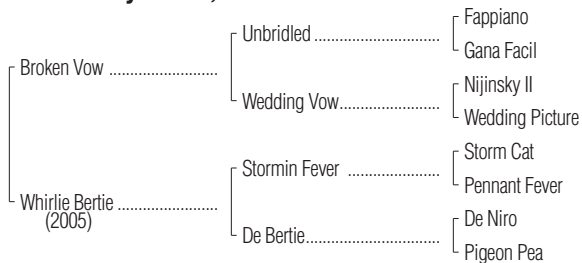 Fappiano
Unbridled
Gana Facil
Broken Vow
Nijinsky II
Wedding Vow
Wedding Picture
Storm Cat
Stormin Fever
Pennant Fever
Whirlie Bertie
(2005)
De Niro
De Bertie
Pigeon Pea